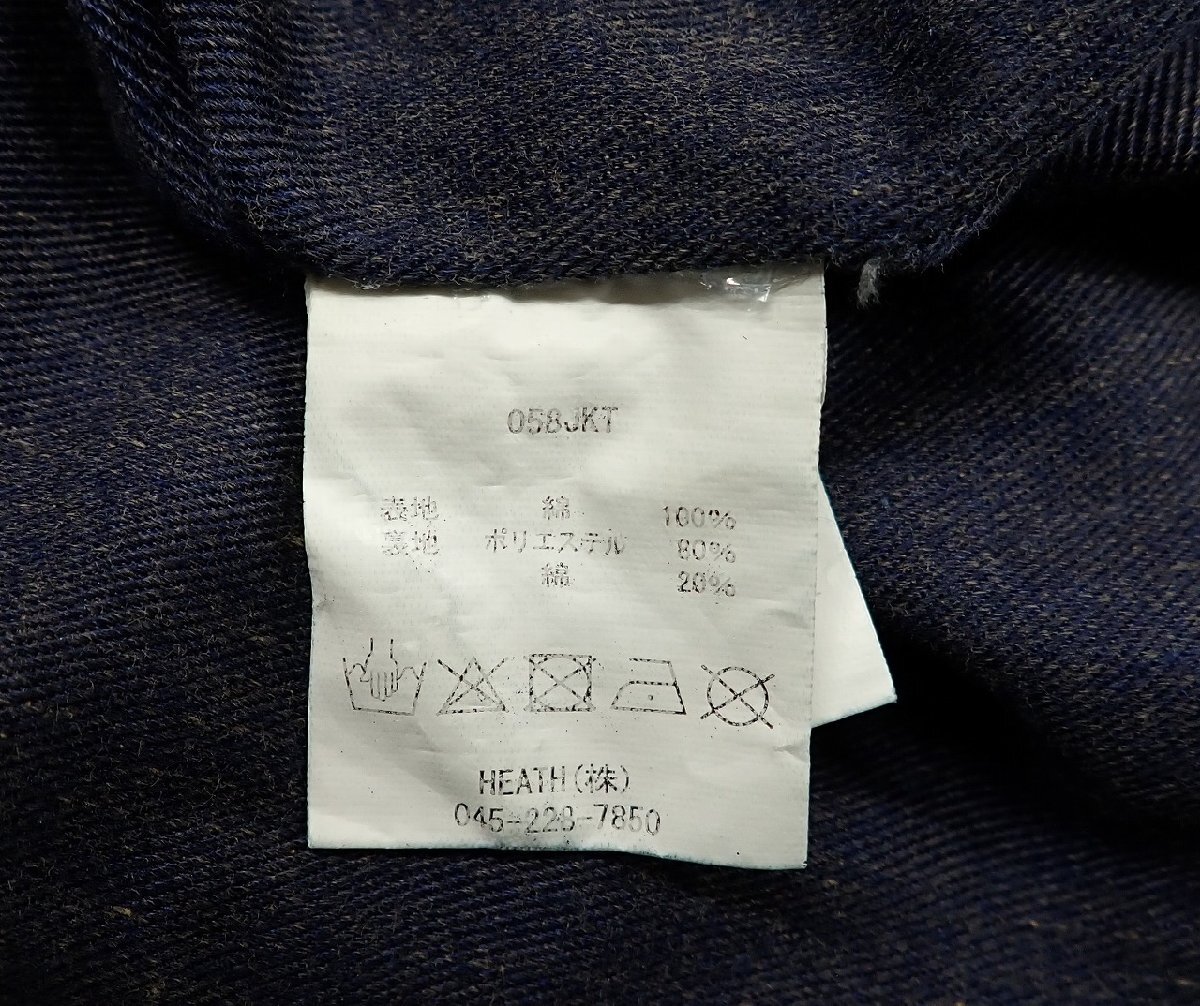 058JKT
表地 綿 100%
裏地 ポリエステル 80%
綿 20%
HEATH(株)
045-228-7850